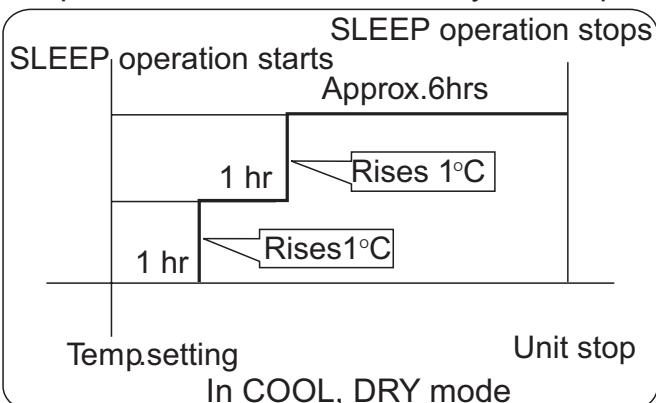 SLEEP operation stops
SLEEP operation starts
Approx.6hrs
1 hr
Rises 1°C
1 hr
Rises1°C
Temp.setting
Unit stop
In COOL, DRY mode